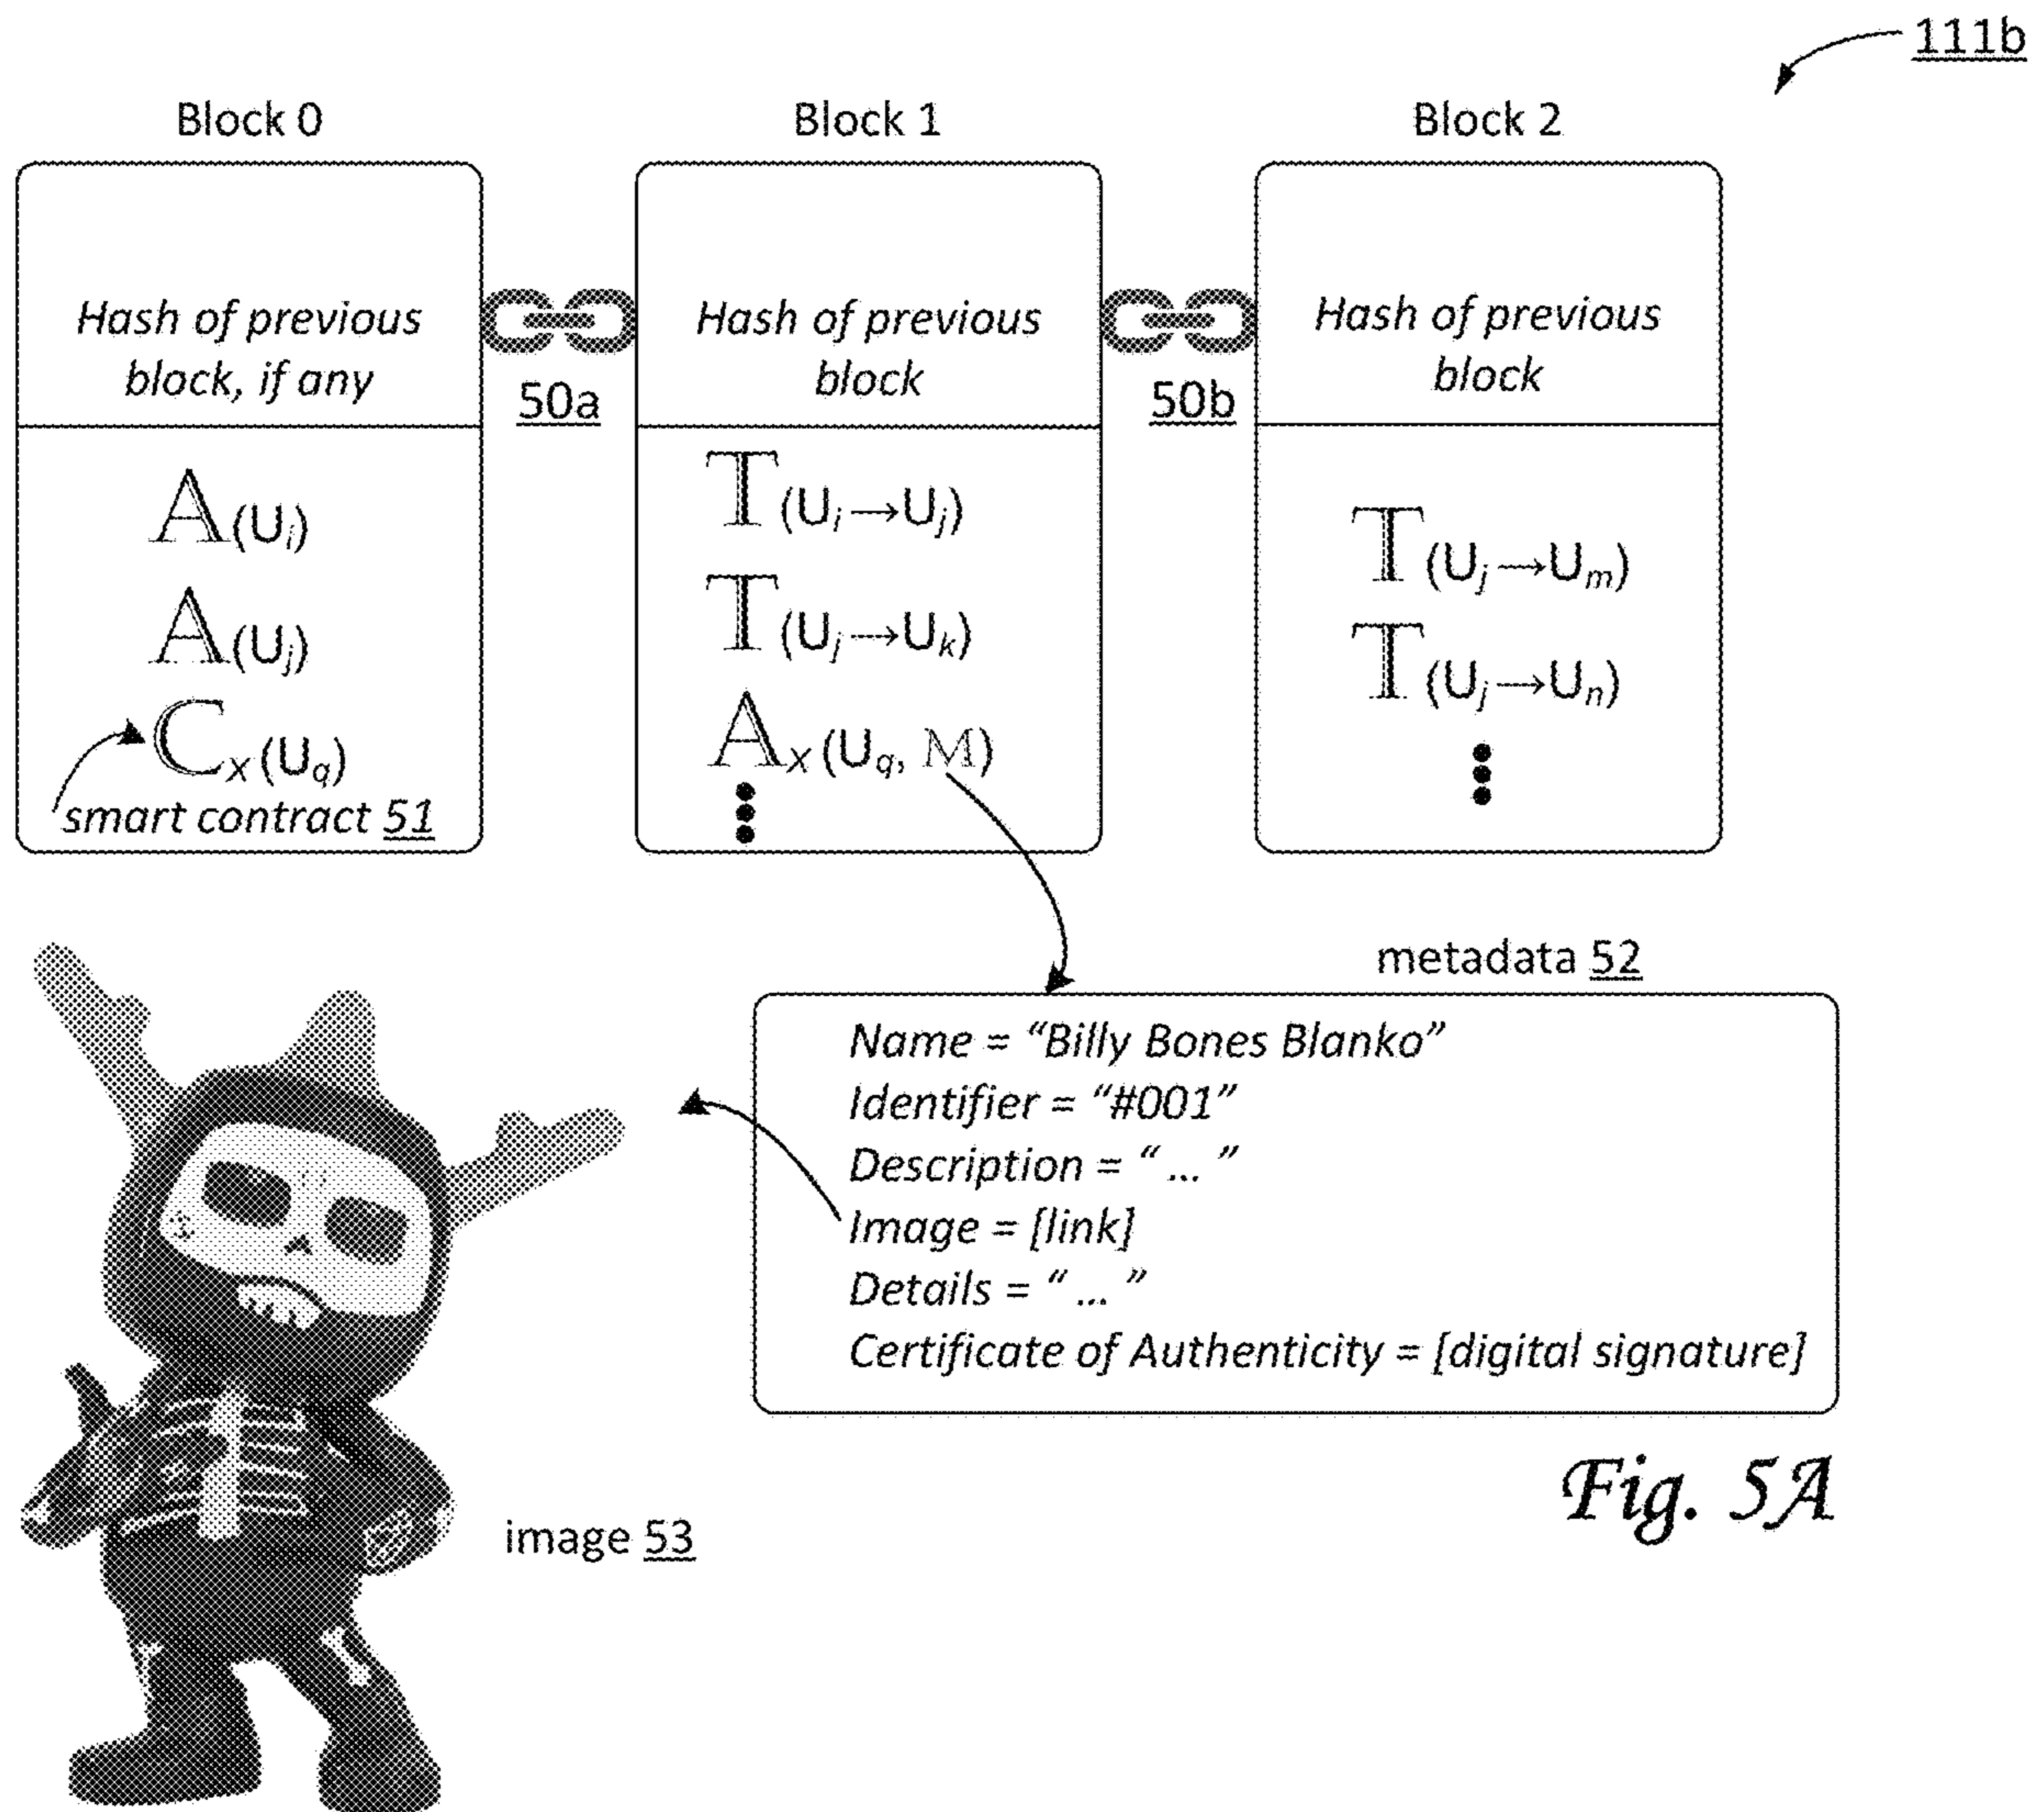 111b
Block 0
Block 1
Block 2
Hash of previous
block, if any
50a
Hash of previous
block
50b
Hash of previous
block
A(Ui)
A(Uj)
Cx(Uq)
smart contract 51
T(Ui→Uj)
T(Uj→Uk)
Ax(Uq, M)
T(Uj→Um)
T(Uj→Un)
metadata 52
Name = “Billy Bones Blanko”
Identifier = “#001”
Description = “ ... ”
Image = [link]
Details = “ ... ”
Certificate of Authenticity = [digital signature]
image 53
Fig. 5A